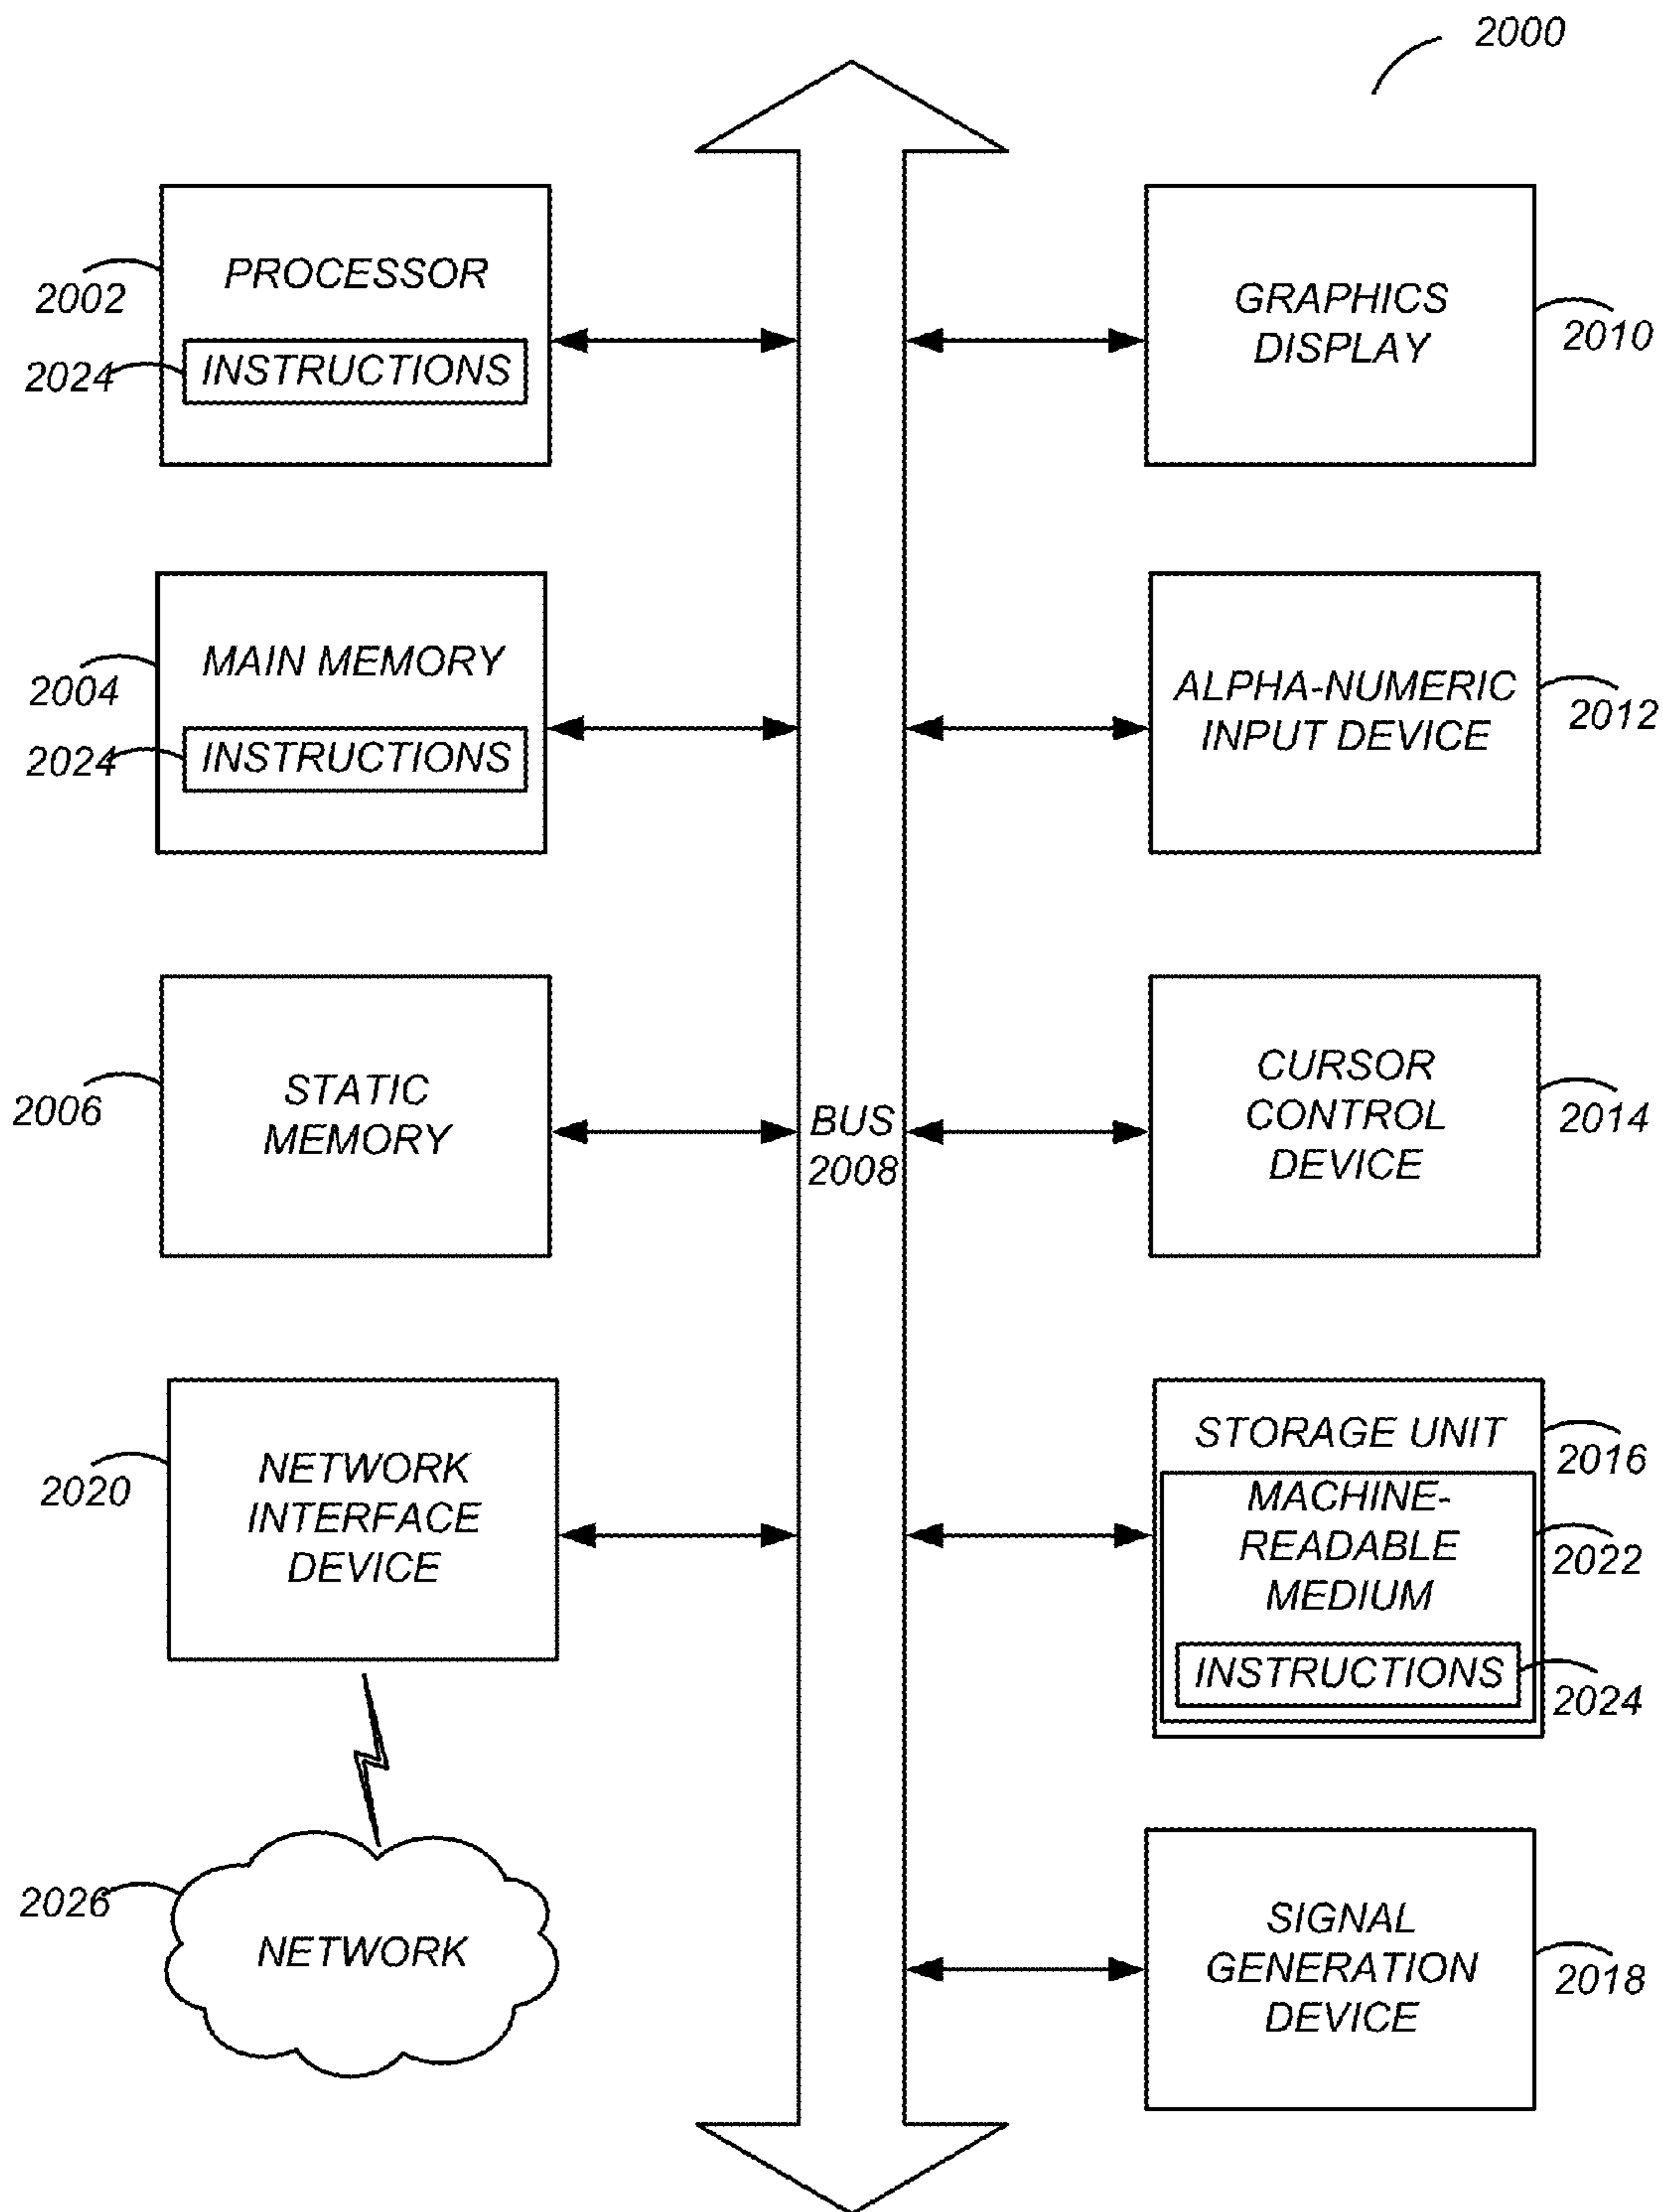 2000
PROCESSOR
2002
INSTRUCTIONS
2024
MAIN MEMORY
2004
INSTRUCTIONS
2024
STATIC
MEMORY
2006
NETWORK
INTERFACE
DEVICE
2020
NETWORK
2026
BUS
2008
GRAPHICS
DISPLAY
2010
ALPHA-NUMERIC
INPUT DEVICE
2012
CURSOR
CONTROL
DEVICE
2014
STORAGE UNIT
2016
MACHINE-
READABLE
MEDIUM
2022
INSTRUCTIONS
2024
SIGNAL
GENERATION
DEVICE
2018